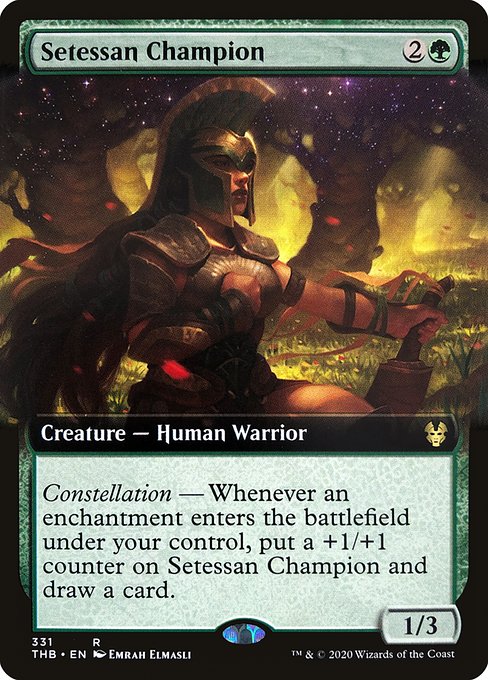 Setessan Champion 2
Creature — Human Warrior
Constellation — Whenever an
enchantment enters the battlefield
under your control, put a +1/+1
counter on Setessan Champion and
draw a card.
1/3
331 R
THB • EN Emrah Elmasli ™ & © 2020 Wizards of the Coast